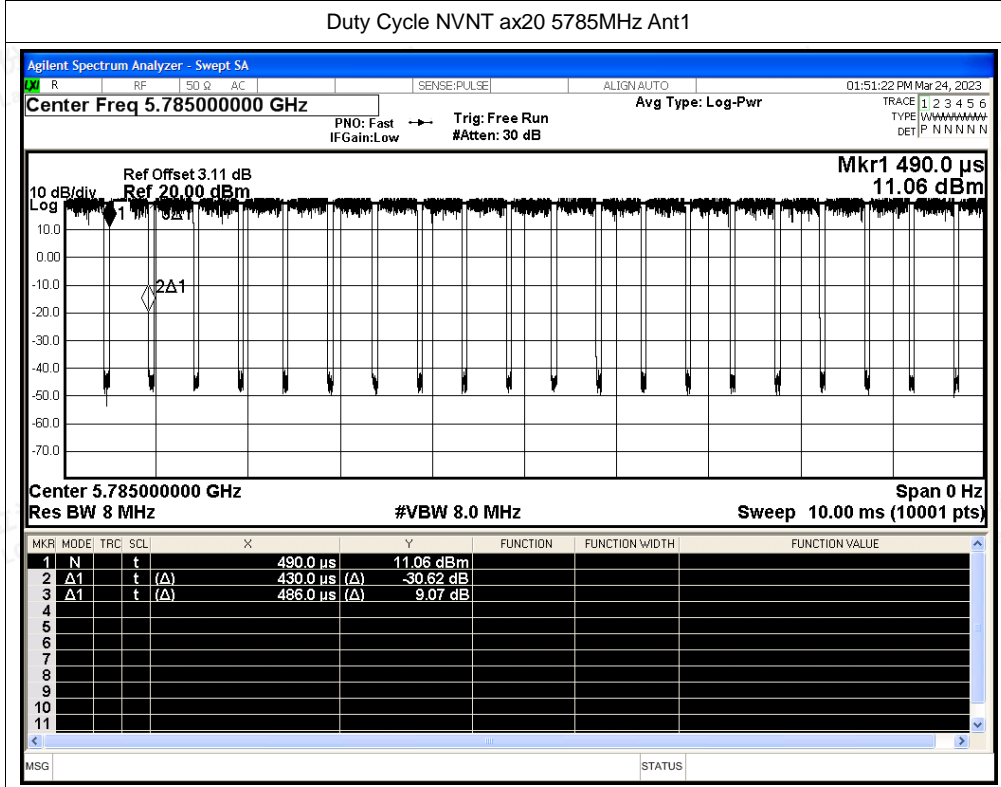 Duty Cycle NVNT ax20 5785MHz Ant1
Agilent Spectrum Analyzer - Swept SA
LXI R RF 50 Ω AC SENSE:PULSE ALIGN AUTO 01:51:22 PM Mar 24, 2023
Center Freq 5.785000000 GHz Avg Type: Log-Pwr TRACE 1 2 3 4 5 6
PNO: Fast Trig: Free Run TYPE
IFGain:Low #Atten: 30 dB DET P N N N N N
Mkr1 490.0 µs
Ref Offset 3.11 dB
10 dB/div Ref 20.00 dBm 11.06 dBm
Log
1
3Δ1
10.0
0.00
-10.0
2Δ1
-20.0
-30.0
-40.0
-50.0
-60.0
-70.0
Center 5.785000000 GHz Span 0 Hz
Res BW 8 MHz #VBW 8.0 MHz Sweep 10.00 ms (10001 pts)
MKR MODE TRC SCL X Y FUNCTION FUNCTION WIDTH FUNCTION VALUE
1 N t 490.0 µs 11.06 dBm
2 Δ1 t (Δ) 430.0 µs (Δ) -30.62 dB
3 Δ1 t (Δ) 486.0 µs (Δ) 9.07 dB
4
5
6
7
8
9
10
11
MSG STATUS